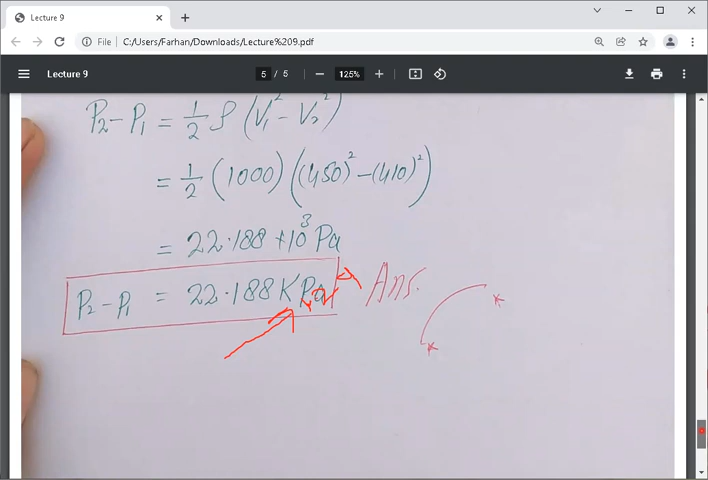 Lecture 9
File | C:/Users/Farhan/Downloads/Lecture%209.pdf
Lecture 9
5 / 5
125%
P₂-P₁ = 1/2 ρ (V₁² - V₂²)
= 1/2 (1000) ((450)² - (410)²)
= 22.188 *10³ Pa
P₂-P₁ = 22.188 KPa Ans.